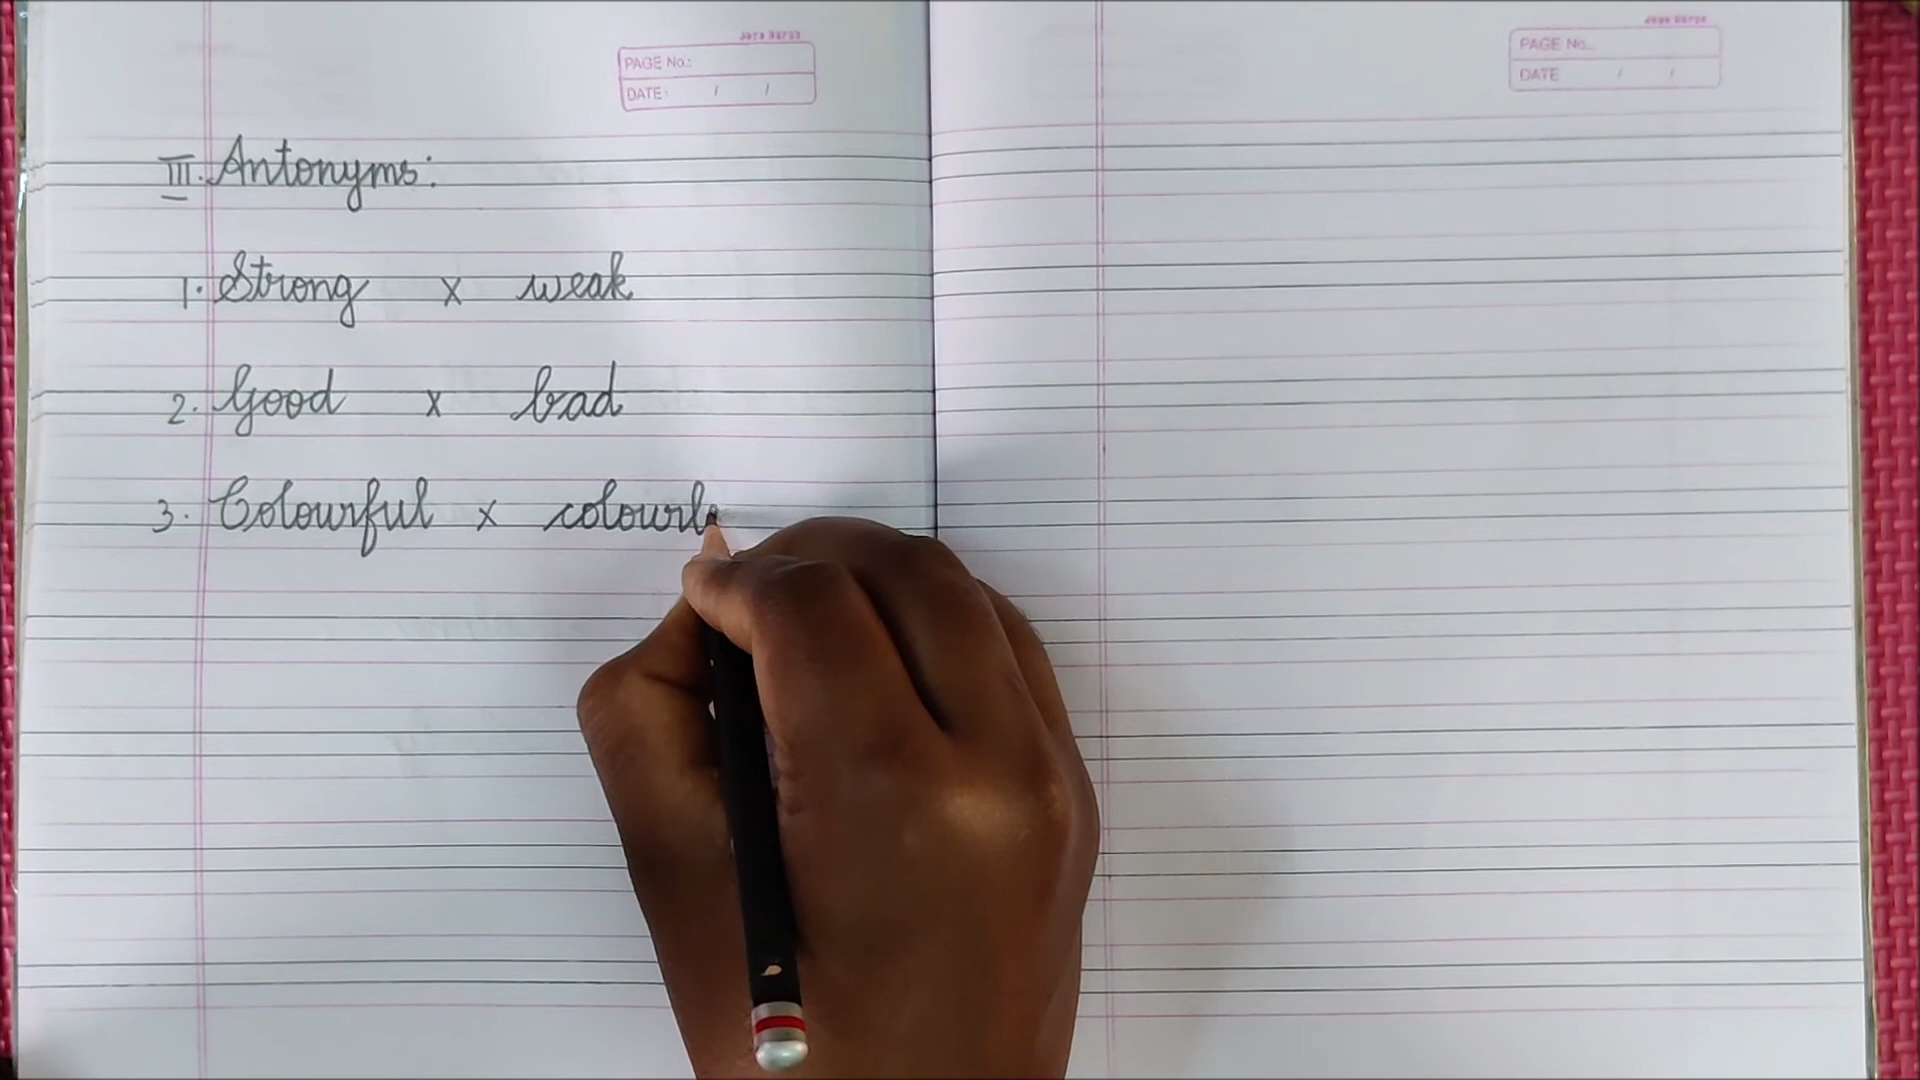 PAGE No.:
DATE: / /
PAGE No.
DATE / /
III. Antonyms:
1. Strong x weak
2. Good x bad
3. Colourful x colourl